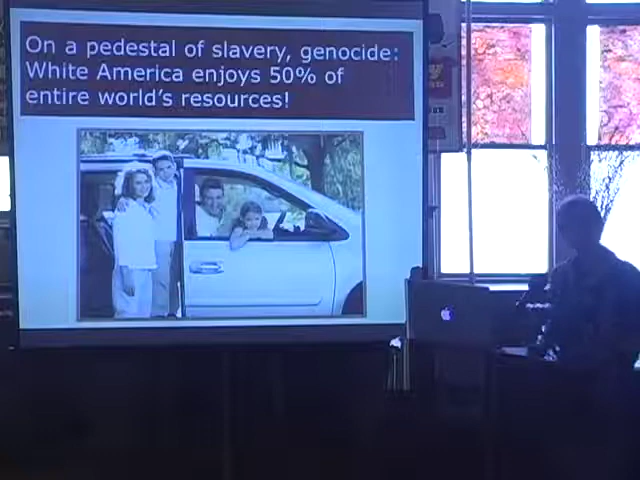 On a pedestal of slavery, genocide:
White America enjoys 50% of
entire world's resources!